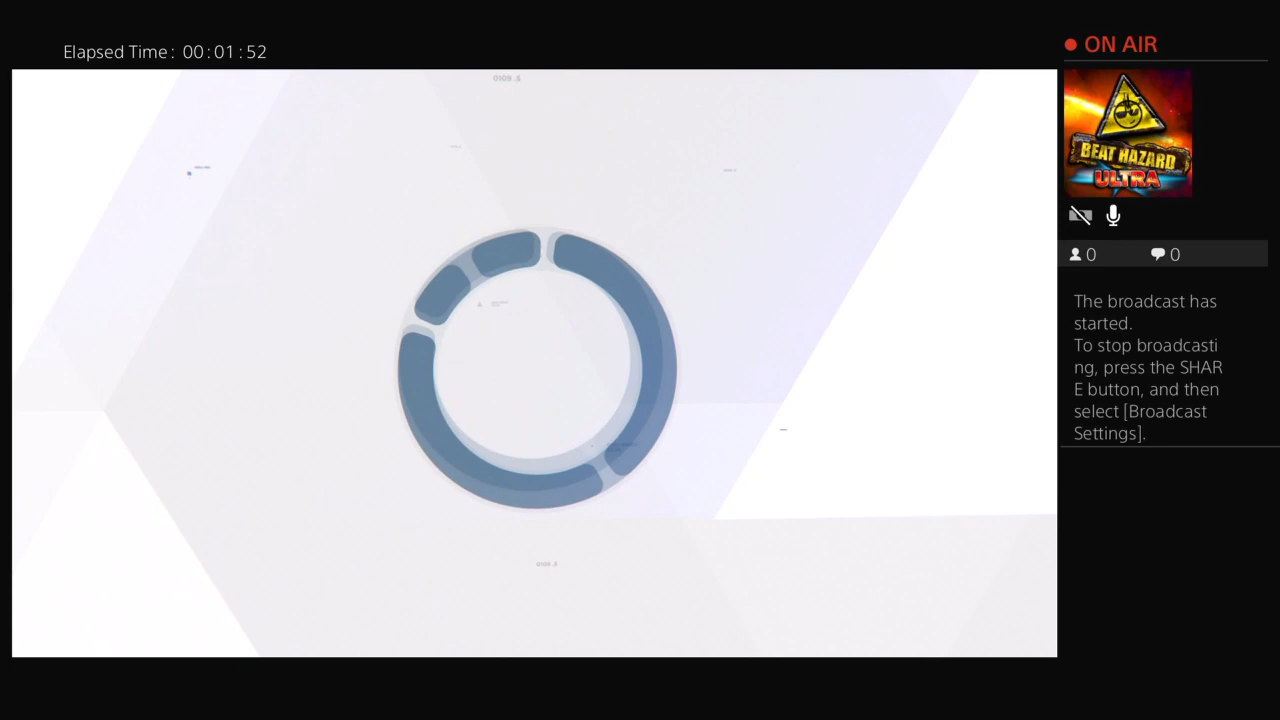 Elapsed Time: 00:01:52
ON AIR
BEAT HAZARD
ULTRA
0
0
The broadcast has
started.
To stop broadcasti
ng, press the SHAR
E button, and then
select [Broadcast
Settings].